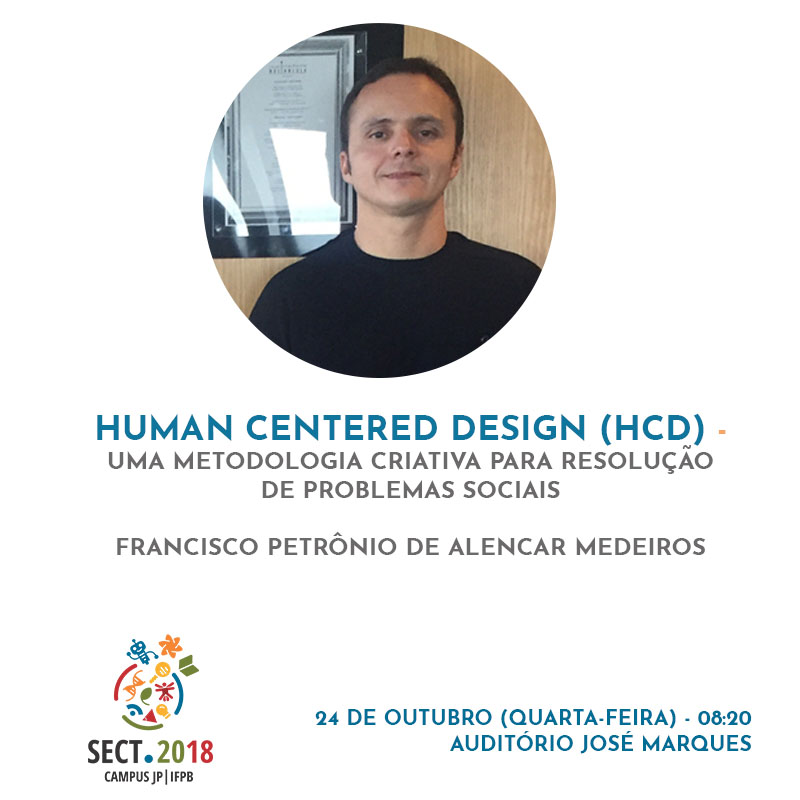 HUMAN CENTERED DESIGN (HCD) -
UMA METODOLOGIA CRIATIVA PARA RESOLUÇÃO
DE PROBLEMAS SOCIAIS
FRANCISCO PETRÔNIO DE ALENCAR MEDEIROS
SECT.2018
CAMPUS JP|IFPB
24 DE OUTUBRO (QUARTA-FEIRA) - 08:20
AUDITÓRIO JOSÉ MARQUES